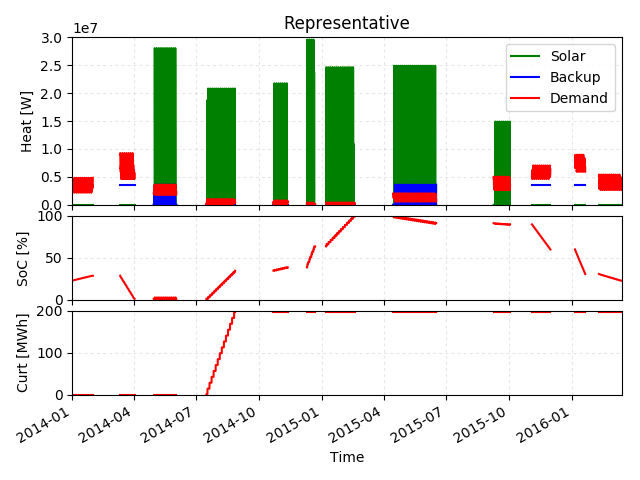 Representative
1e7
3.0
2.5
2.0
1.5
1.0
0.5
0.0
Heat [W]
Solar
Backup
Demand
100
50
0
SoC [%]
200
100
0
Curt [MWh]
2014-01
2014-04
2014-07
2014-10
2015-01
2015-04
2015-07
2015-10
2016-01
Time